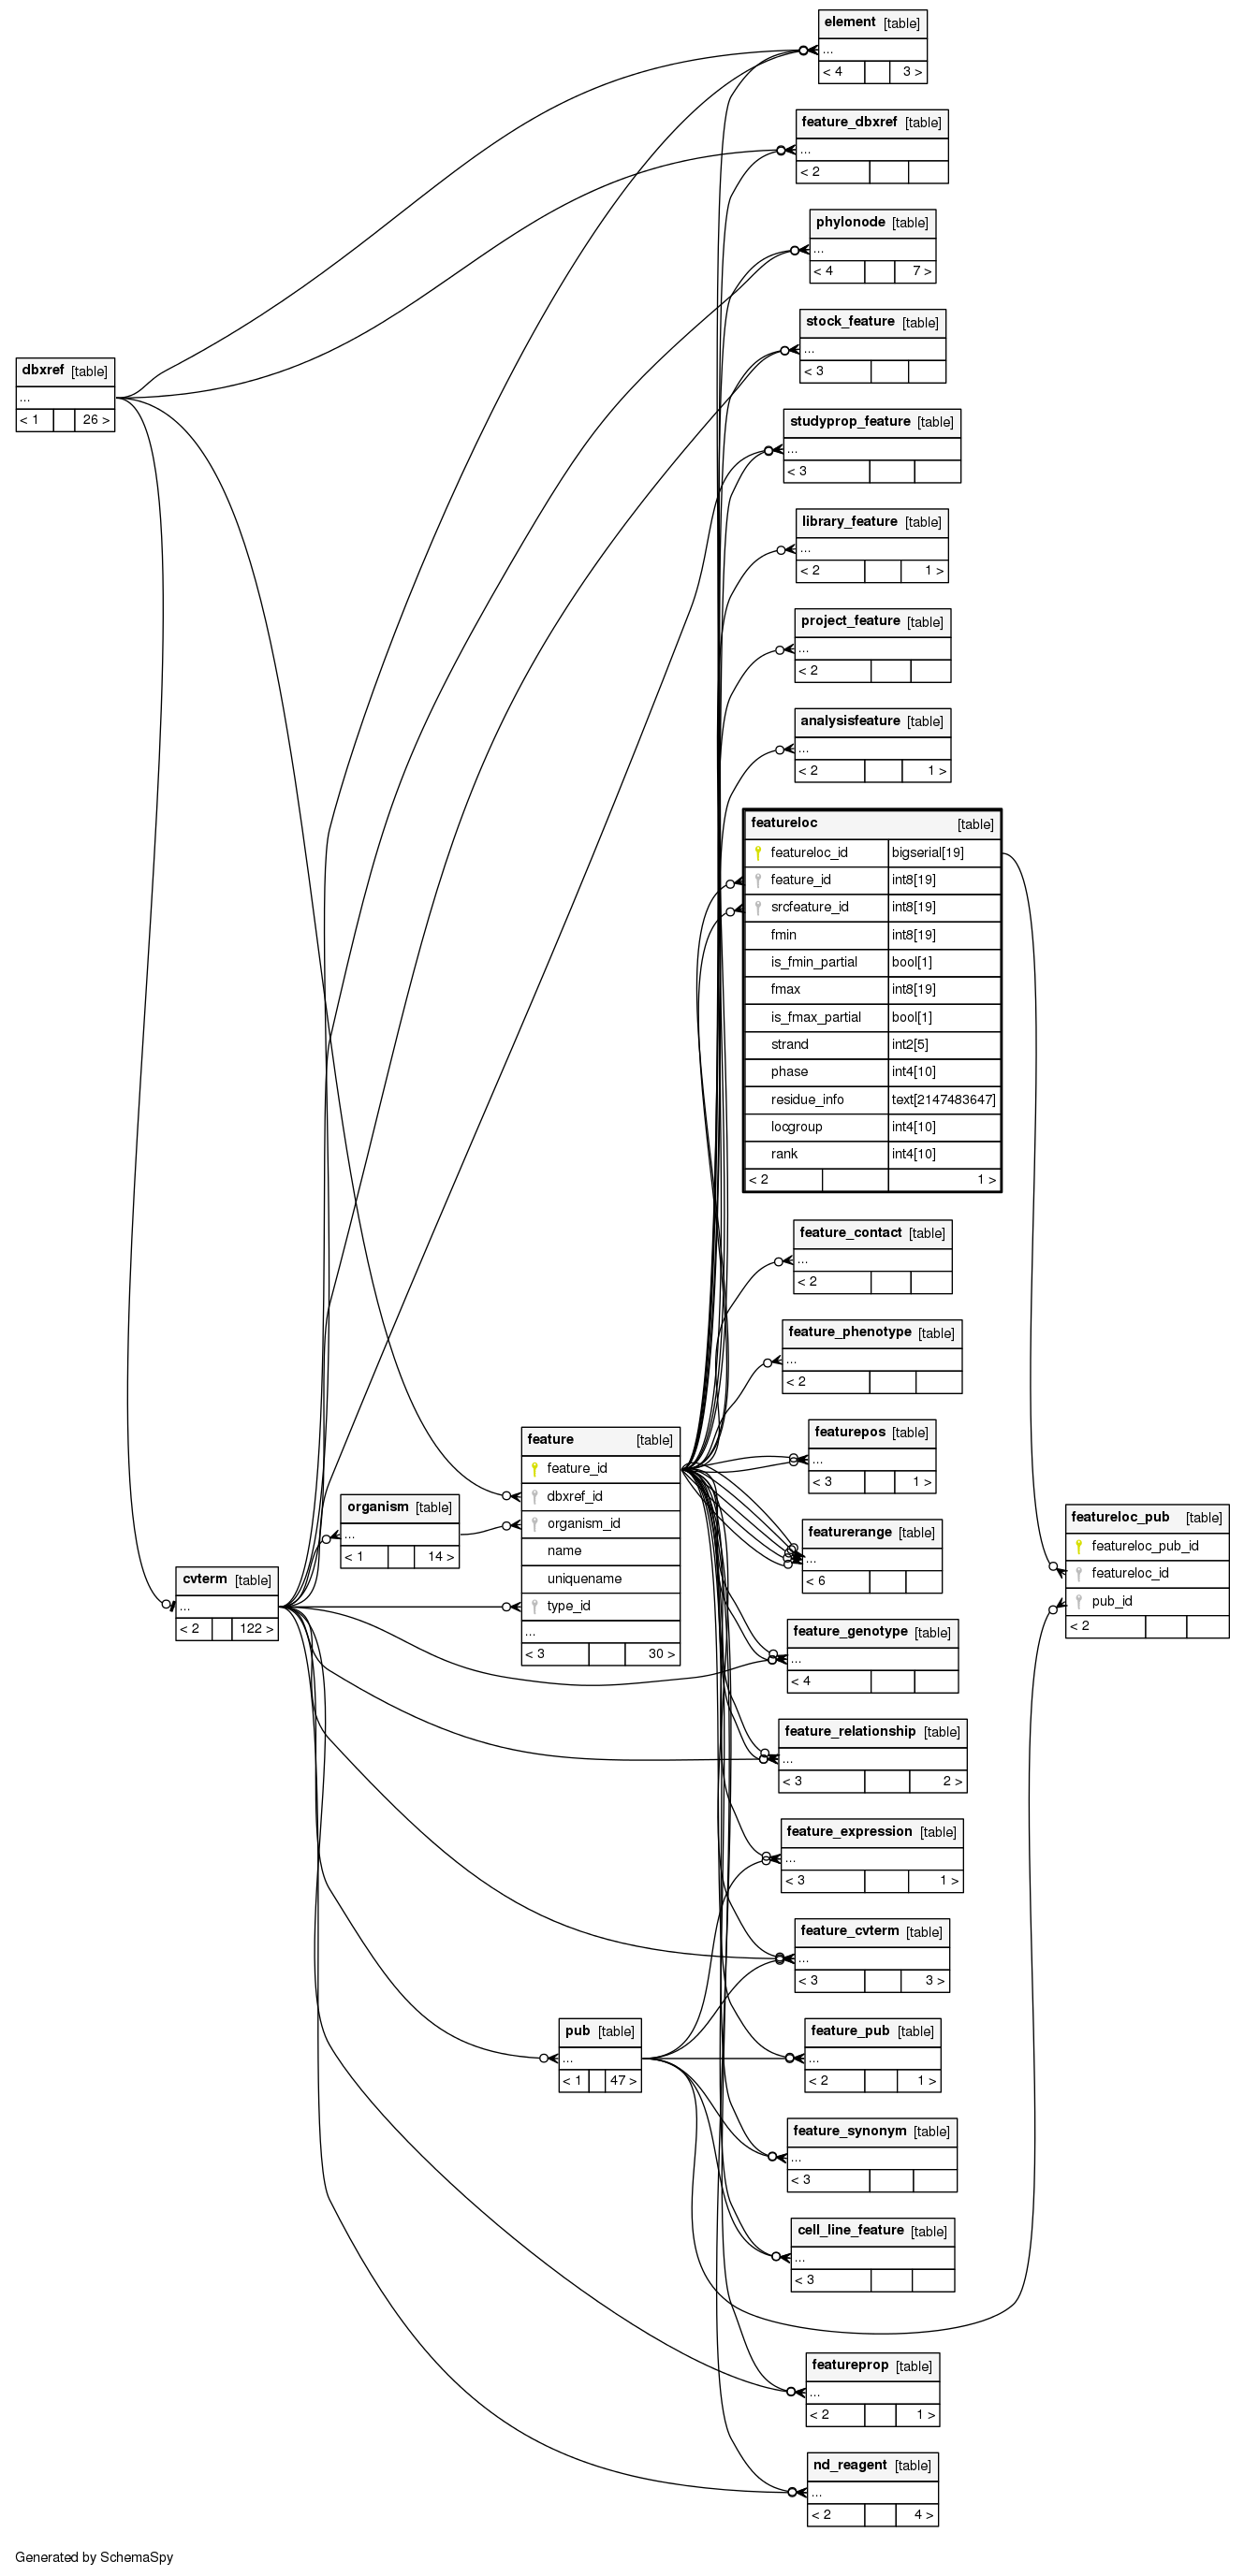 element [table]
...
< 4 3 >
feature_dbxref [table]
...
< 2
phylonode [table]
...
< 4 7 >
stock_feature [table]
...
< 3
dbxref [table]
...
< 1 26 >
studyprop_feature [table]
...
< 3
library_feature [table]
...
< 2 1 >
project_feature [table]
...
< 2
analysisfeature [table]
...
< 2 1 >
featureloc [table]
featureloc_id bigserial[19]
feature_id int8[19]
srcfeature_id int8[19]
fmin int8[19]
is_fmin_partial bool[1]
fmax int8[19]
is_fmax_partial bool[1]
strand int2[5]
phase int4[10]
residue_info text[2147483647]
locgroup int4[10]
rank int4[10]
< 2 1 >
feature_contact [table]
...
< 2
feature_phenotype [table]
...
< 2
featurepos [table]
...
< 3 1 >
feature [table]
feature_id
dbxref_id
organism_id
name
uniquename
type_id
...
< 3 30 >
organism [table]
...
< 1 14 >
cvterm [table]
...
< 2 122 >
featurerange [table]
...
< 6
featureloc_pub [table]
featureloc_pub_id
featureloc_id
pub_id
< 2
feature_genotype [table]
...
< 4
feature_relationship [table]
...
< 3 2 >
feature_expression [table]
...
< 3 1 >
feature_cvterm [table]
...
< 3 3 >
pub [table]
...
< 1 47 >
feature_pub [table]
...
< 2 1 >
feature_synonym [table]
...
< 3
cell_line_feature [table]
...
< 3
featureprop [table]
...
< 2 1 >
nd_reagent [table]
...
< 2 4 >
Generated by SchemaSpy